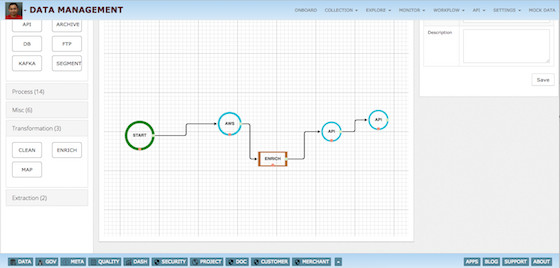 - DATA MANAGEMENT
ONBOARD COLLECTION EXPLORE MONITOR WORKFLOW API SETTINGS MOCK DATA
API ARCHIVE
DB FTP
KAFKA SEGMENT
Process (14)
Misc (6)
Transformation (3)
CLEAN ENRICH
MAP
Extraction (2)
START
AWS
ENRICH
API
API
Description
Save
DATA GOV META QUALITY DASH SECURITY PROJECT DOC CUSTOMER MERCHANT
APPS BLOG SUPPORT ABOUT